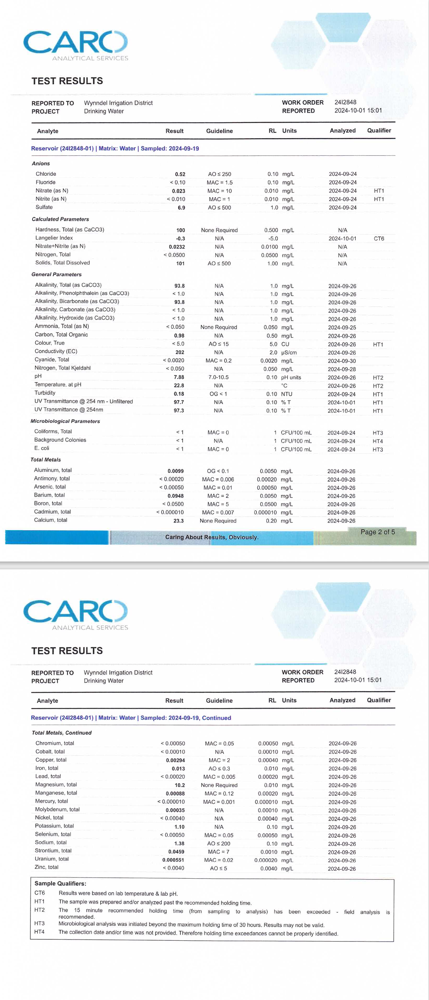 CARO
ANALYTICAL SERVICES
TEST RESULTS
REPORTED TO Wynndel Irrigation District WORK ORDER 24I2848
PROJECT Drinking Water REPORTED 2024-10-01 15:01
Analyte Result Guideline RL Units Analyzed Qualifier
Reservoir (24I2848-01) | Matrix: Water | Sampled: 2024-09-19
Anions
Chloride 0.52 AO ≤ 250 0.10 mg/L 2024-09-24
Fluoride < 0.10 MAC = 1.5 0.10 mg/L 2024-09-24
Nitrate (as N) 0.023 MAC = 10 0.010 mg/L 2024-09-24 HT1
Nitrite (as N) < 0.010 MAC = 1 0.010 mg/L 2024-09-24 HT1
Sulfate 6.9 AO ≤ 500 1.0 mg/L 2024-09-24
Calculated Parameters
Hardness, Total (as CaCO3) 100 None Required 0.500 mg/L N/A
Langelier Index -0.3 N/A -5.0 2024-10-01 CT6
Nitrate+Nitrite (as N) 0.0232 N/A 0.0100 mg/L N/A
Nitrogen, Total < 0.0500 N/A 0.0500 mg/L N/A
Solids, Total Dissolved 101 AO ≤ 500 1.00 mg/L N/A
General Parameters
Alkalinity, Total (as CaCO3) 93.8 N/A 1.0 mg/L 2024-09-26
Alkalinity, Phenolphthalein (as CaCO3) < 1.0 N/A 1.0 mg/L 2024-09-26
Alkalinity, Bicarbonate (as CaCO3) 93.8 N/A 1.0 mg/L 2024-09-26
Alkalinity, Carbonate (as CaCO3) < 1.0 N/A 1.0 mg/L 2024-09-26
Alkalinity, Hydroxide (as CaCO3) < 1.0 N/A 1.0 mg/L 2024-09-26
Ammonia, Total (as N) < 0.050 None Required 0.050 mg/L 2024-09-25
Carbon, Total Organic 0.98 N/A 0.50 mg/L 2024-09-26
Colour, True < 5.0 AO ≤ 15 5.0 CU 2024-09-26 HT1
Conductivity (EC) 202 N/A 2.0 µS/cm 2024-09-26
Cyanide, Total < 0.0020 MAC = 0.2 0.0020 mg/L 2024-09-30
Nitrogen, Total Kjeldahl < 0.050 N/A 0.050 mg/L 2024-09-28
pH 7.88 7.0-10.5 0.10 pH units 2024-09-26 HT2
Temperature, at pH 22.8 N/A °C 2024-09-26 HT2
Turbidity 0.18 OG < 1 0.10 NTU 2024-09-24 HT1
UV Transmittance @ 254 nm - Unfiltered 97.7 N/A 0.10 % T 2024-10-01 HT1
UV Transmittance @ 254nm 97.3 N/A 0.10 % T 2024-10-01 HT1
Microbiological Parameters
Coliforms, Total < 1 MAC = 0 1 CFU/100 mL 2024-09-24 HT3
Background Colonies < 1 N/A 1 CFU/100 mL 2024-09-24 HT4
E. coli < 1 MAC = 0 1 CFU/100 mL 2024-09-24 HT3
Total Metals
Aluminum, total 0.0099 OG < 0.1 0.0050 mg/L 2024-09-26
Antimony, total < 0.00020 MAC = 0.006 0.00020 mg/L 2024-09-26
Arsenic, total < 0.00050 MAC = 0.01 0.00050 mg/L 2024-09-26
Barium, total 0.0948 MAC = 2 0.0050 mg/L 2024-09-26
Boron, total < 0.0500 MAC = 5 0.0500 mg/L 2024-09-26
Cadmium, total < 0.000010 MAC = 0.007 0.000010 mg/L 2024-09-26
Calcium, total 23.3 None Required 0.20 mg/L 2024-09-26
Caring About Results, Obviously.
Page 2 of 5
CARO
ANALYTICAL SERVICES
TEST RESULTS
REPORTED TO Wynndel Irrigation District WORK ORDER 24I2848
PROJECT Drinking Water REPORTED 2024-10-01 15:01
Analyte Result Guideline RL Units Analyzed Qualifier
Reservoir (24I2848-01) | Matrix: Water | Sampled: 2024-09-19, Continued
Total Metals, Continued
Chromium, total < 0.00050 MAC = 0.05 0.00050 mg/L 2024-09-26
Cobalt, total < 0.00010 N/A 0.00010 mg/L 2024-09-26
Copper, total 0.00294 MAC = 2 0.00040 mg/L 2024-09-26
Iron, total 0.013 AO ≤ 0.3 0.010 mg/L 2024-09-26
Lead, total < 0.00020 MAC = 0.005 0.00020 mg/L 2024-09-26
Magnesium, total 10.2 None Required 0.010 mg/L 2024-09-26
Manganese, total 0.00088 MAC = 0.12 0.00020 mg/L 2024-09-26
Mercury, total < 0.000010 MAC = 0.001 0.000010 mg/L 2024-09-26
Molybdenum, total 0.00035 N/A 0.00010 mg/L 2024-09-26
Nickel, total < 0.00040 N/A 0.00040 mg/L 2024-09-26
Potassium, total 1.10 N/A 0.10 mg/L 2024-09-26
Selenium, total < 0.00050 MAC = 0.05 0.00050 mg/L 2024-09-26
Sodium, total 1.38 AO ≤ 200 0.10 mg/L 2024-09-26
Strontium, total 0.0459 MAC = 7 0.0010 mg/L 2024-09-26
Uranium, total 0.000551 MAC = 0.02 0.000020 mg/L 2024-09-26
Zinc, total < 0.0040 AO ≤ 5 0.0040 mg/L 2024-09-26
Sample Qualifiers:
CT6 Results were based on lab temperature & lab pH.
HT1 The sample was prepared and/or analyzed past the recommended holding time.
HT2 The 15 minute recommended holding time (from sampling to analysis) has been exceeded - field analysis is
recommended.
HT3 Microbiological analysis was initiated beyond the maximum holding time of 30 hours. Results may not be valid.
HT4 The collection date and/or time was not provided. Therefore holding time exceedances cannot be properly identified.